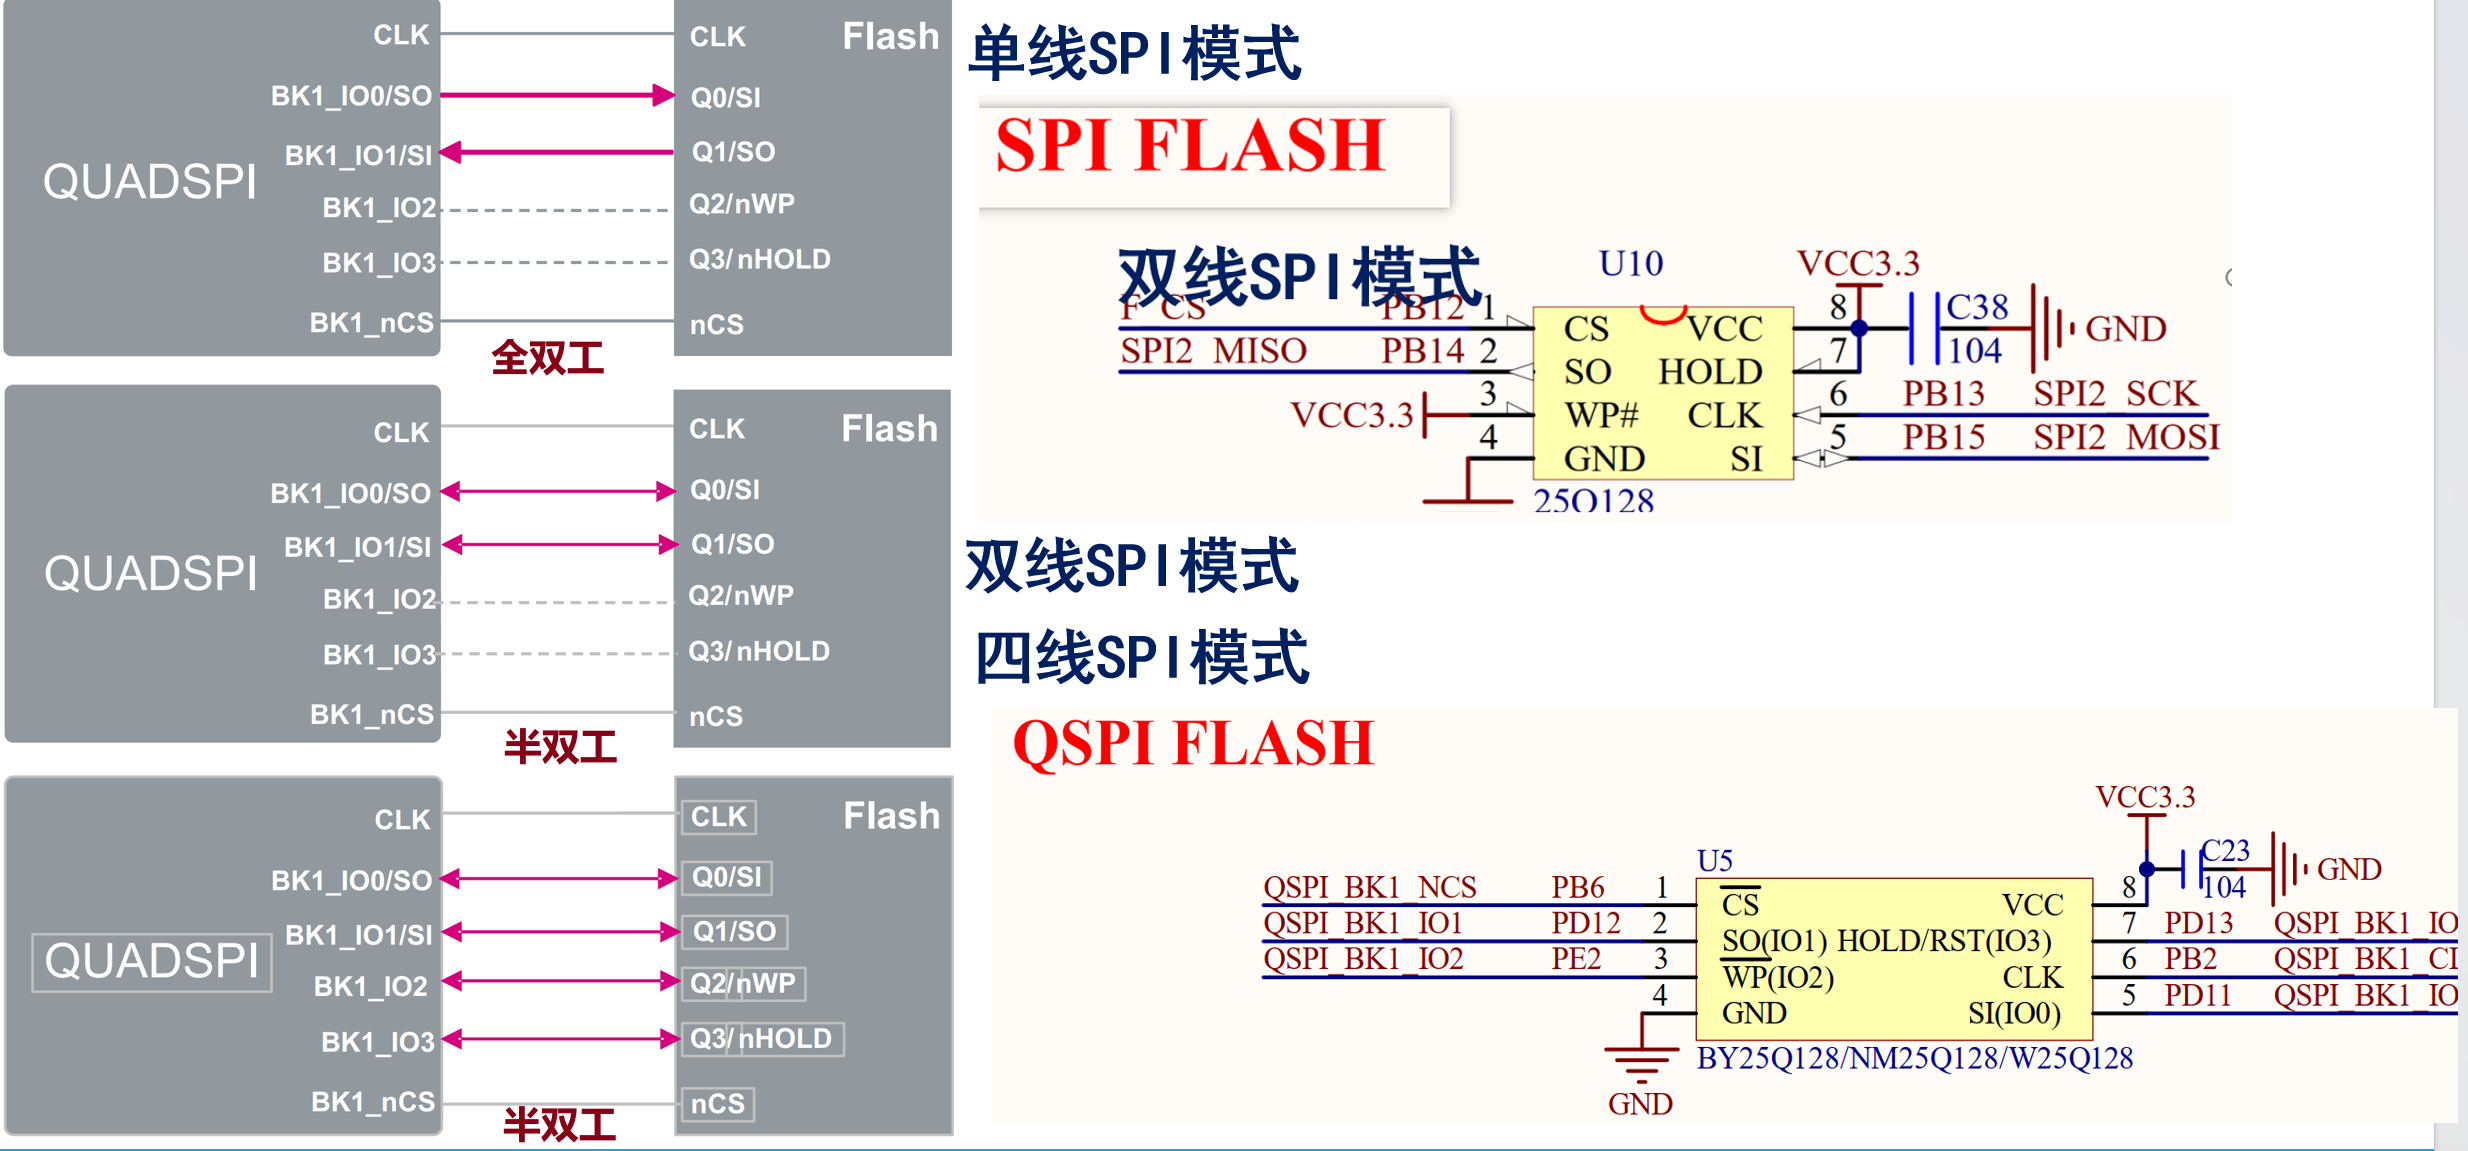 CLK
BK1_IO0/SO
BK1_IO1/SI
QUADSPI
BK1_IO2
BK1_IO3
BK1_nCS
全双工
CLK
Flash
Q0/SI
Q1/SO
Q2/nWP
Q3/nHOLD
nCS
单线SPI模式
SPI FLASH
双线SPI模式
F_CS PB12 1
SPI2_MISO PB14 2
VCC3.3 3
4
U10
CS VCC
SO HOLD
WP# CLK
GND SI
25Q128
VCC3.3
8 C38
104
GND
7
6 PB13 SPI2_SCK
5 PB15 SPI2_MOSI
CLK
BK1_IO0/SO
BK1_IO1/SI
QUADSPI
BK1_IO2
BK1_IO3
BK1_nCS
半双工
CLK
Flash
Q0/SI
Q1/SO
Q2/nWP
Q3/nHOLD
nCS
双线SPI模式
四线SPI模式
CLK
BK1_IO0/SO
BK1_IO1/SI
QUADSPI
BK1_IO2
BK1_IO3
BK1_nCS
半双工
CLK
Flash
Q0/SI
Q1/SO
Q2/nWP
Q3/nHOLD
nCS
QSPI FLASH
QSPI_BK1_NCS PB6 1
QSPI_BK1_IO1 PD12 2
QSPI_BK1_IO2 PE2 3
4
GND
U5
CS VCC
SO(IO1) HOLD/RST(IO3)
WP(IO2) CLK
GND SI(IO0)
BY25Q128/NM25Q128/W25Q128
VCC3.3
8 C23
104
GND
7 PD13 QSPI_BK1_IO
6 PB2 QSPI_BK1_CL
5 PD11 QSPI_BK1_IO